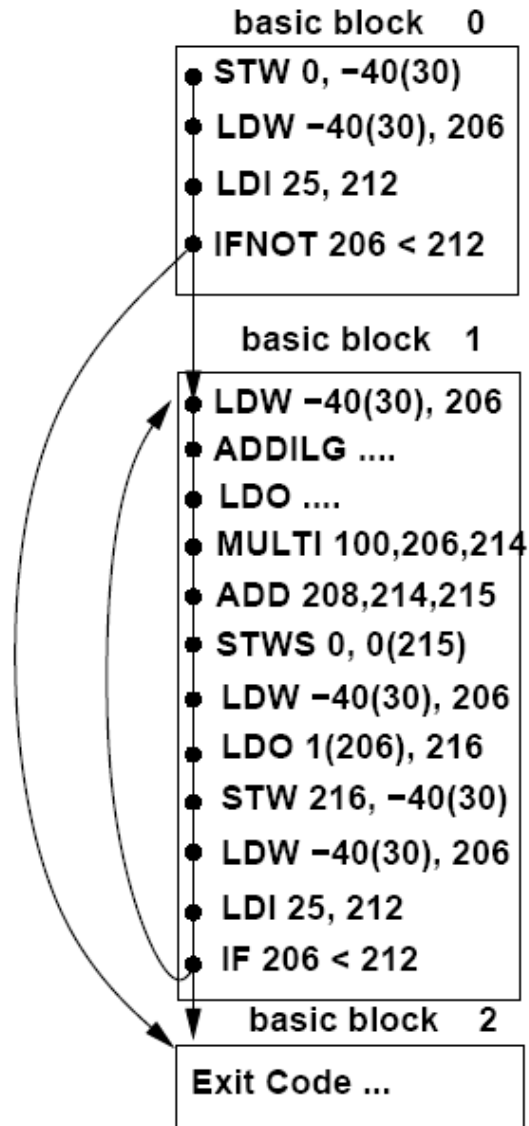 basic block 0
STW 0, −40(30)
LDW −40(30), 206
LDI 25, 212
IFNOT 206 < 212
basic block 1
LDW −40(30), 206
ADDILG ....
LDO ....
MULTI 100,206,214
ADD 208,214,215
STWS 0, 0(215)
LDW −40(30), 206
LDO 1(206), 216
STW 216, −40(30)
LDW −40(30), 206
LDI 25, 212
IF 206 < 212
basic block 2
Exit Code ...